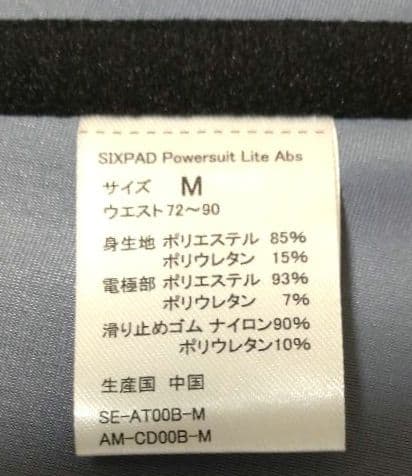 SIXPAD Powersuit Lite Abs
サイズ M
ウエスト72～90
身生地 ポリエステル 85%
ポリウレタン 15%
電極部 ポリエステル 93%
ポリウレタン 7%
滑り止めゴム ナイロン90%
ポリウレタン10%
生産国 中国
SE-AT00B-M
AM-CD00B-M